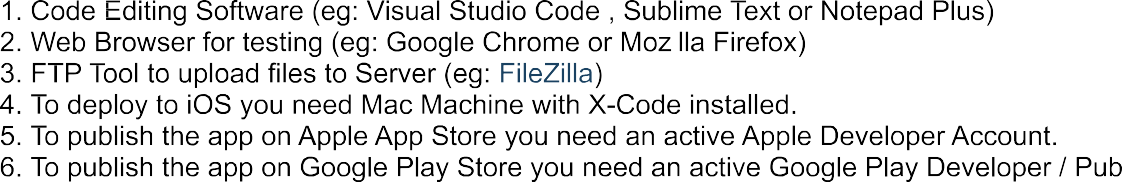 1. Code Editing Software (eg: Visual Studio Code , Sublime Text or Notepad Plus)
2. Web Browser for testing (eg: Google Chrome or Moz lla Firefox)
3. FTP Tool to upload files to Server (eg: FileZilla)
4. To deploy to iOS you need Mac Machine with X-Code installed.
5. To publish the app on Apple App Store you need an active Apple Developer Account.
6. To publish the app on Google Play Store you need an active Google Play Developer / Pub